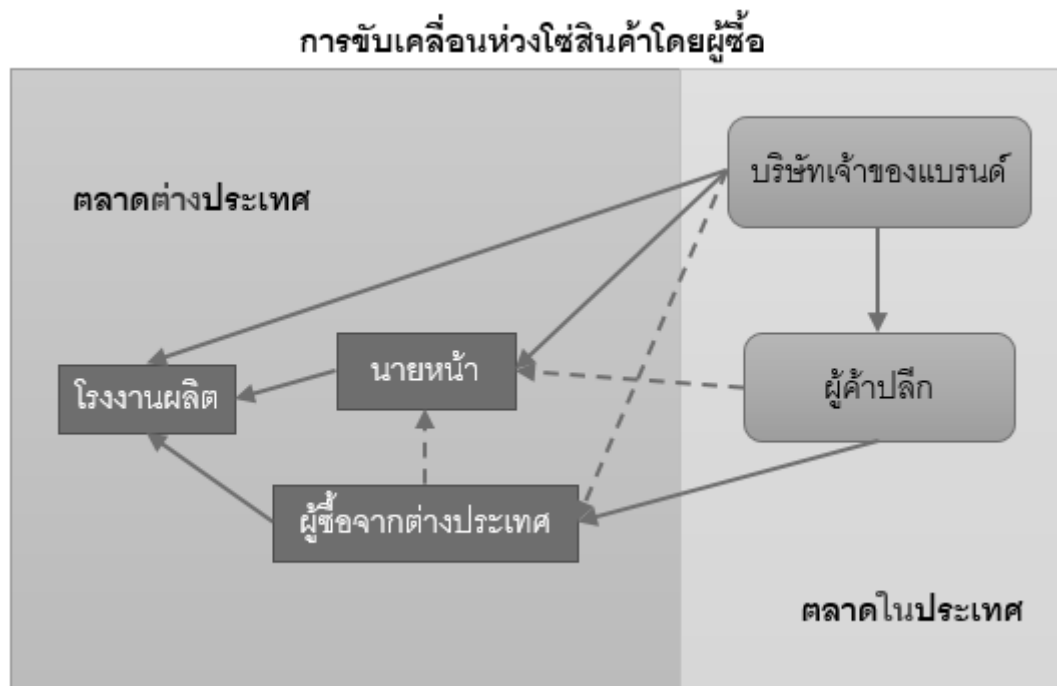 การขับเคลื่อนห่วงโซ่สินค้าโดยผู้ซื้อ
บริษัทเจ้าของแบรนด์
ตลาดต่างประเทศ
นายหน้า
โรงงานผลิต
ผู้ค้าปลึก
ผู้ซื้อจากต่างประเทศ
ตลาดในประเทศ